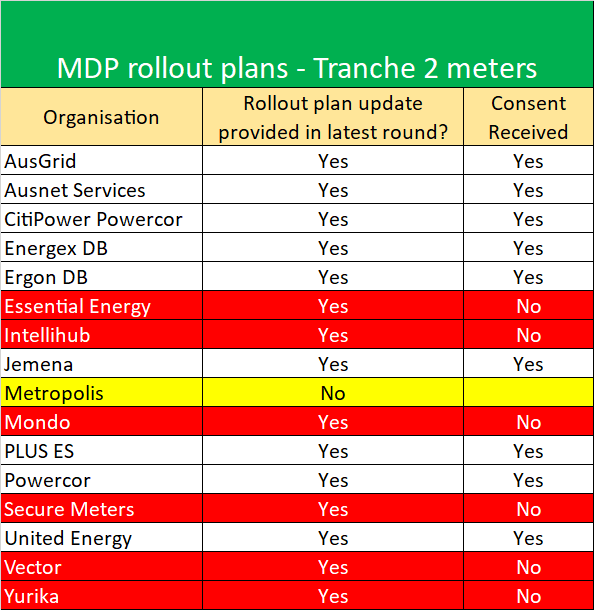 MDP rollout plans - Tranche 2 meters
Organisation Rollout plan update provided in latest round? Consent Received
AusGrid Yes Yes
Ausnet Services Yes Yes
CitiPower Powercor Yes Yes
Energex DB Yes Yes
Ergon DB Yes Yes
Essential Energy Yes No
Intellihub Yes No
Jemena Yes Yes
Metropolis No
Mondo Yes No
PLUS ES Yes Yes
Powercor Yes Yes
Secure Meters Yes No
United Energy Yes Yes
Vector Yes No
Yurika Yes No